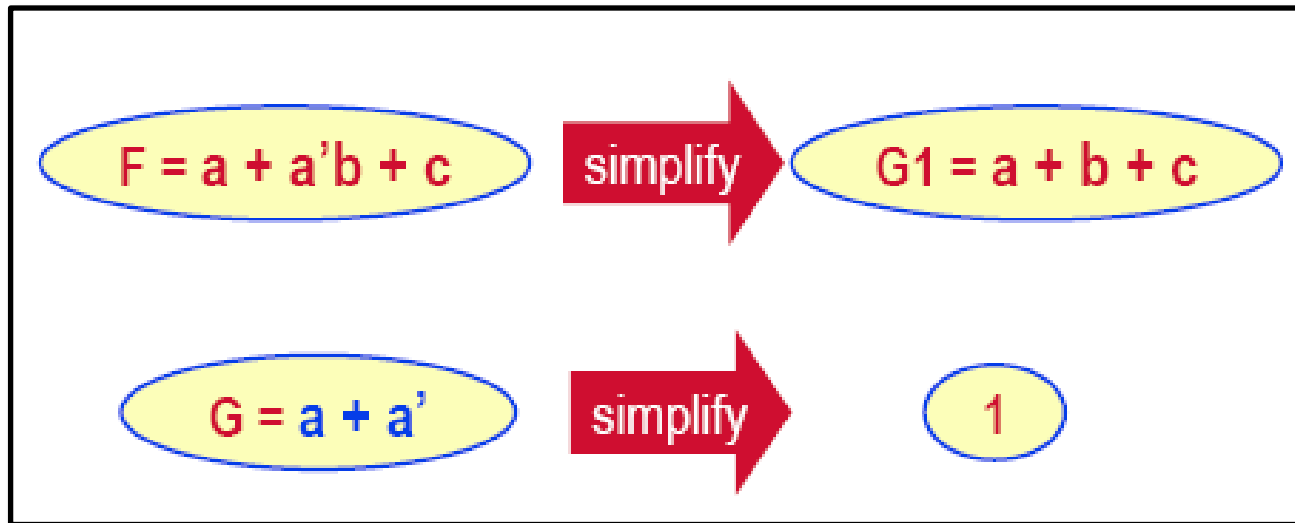 F = a + a’b + c simplify G1 = a + b + c
G = a + a’ simplify 1